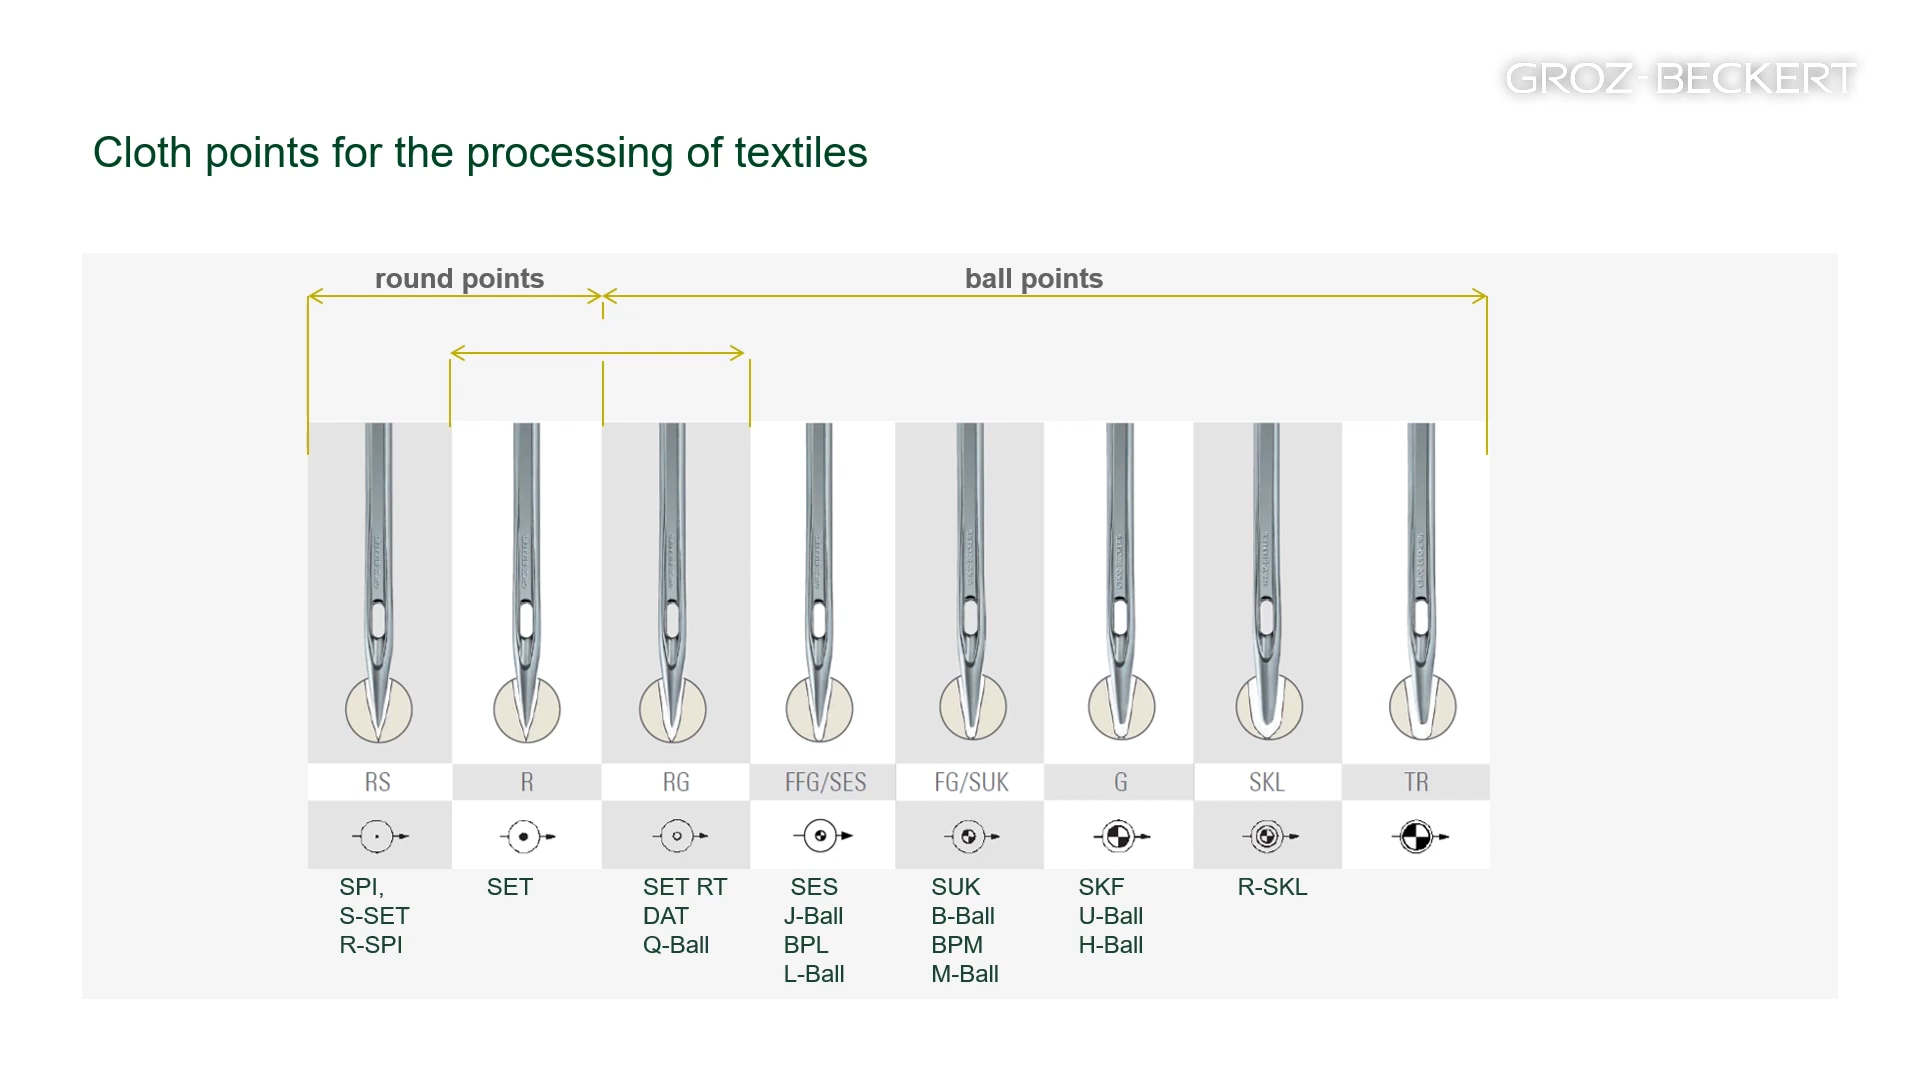 GROZ-BECKERT
Cloth points for the processing of textiles
round points
ball points
RS
R
RG
FFG/SES
FG/SUK
G
SKL
TR
SPI,
S-SET
R-SPI
SET
SET RT
DAT
Q-Ball
SES
J-Ball
BPL
L-Ball
SUK
B-Ball
BPM
M-Ball
SKF
U-Ball
H-Ball
R-SKL